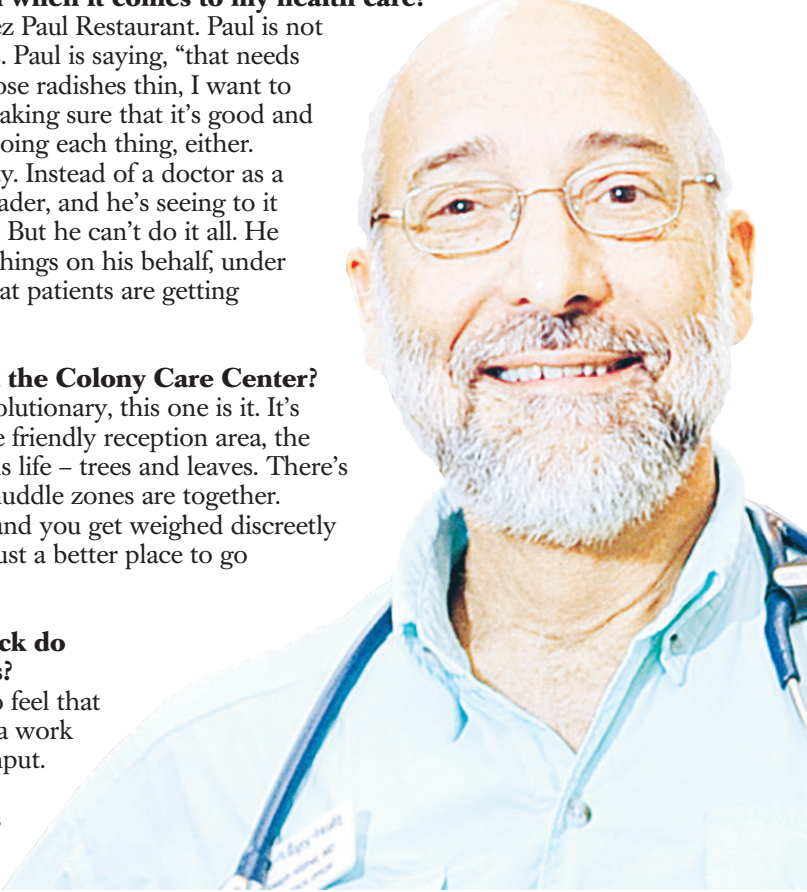 when it comes to my health care?
ez Paul Restaurant. Paul is not
. Paul is saying, “that needs
ose radishes thin, I want to
aking sure that it’s good and
oing each thing, either.
y. Instead of a doctor as a
ader, and he’s seeing to it
But he can’t do it all. He
hings on his behalf, under
at patients are getting
the Colony Care Center?
olutionary, this one is it. It’s
e friendly reception area, the
is life – trees and leaves. There’s
huddle zones are together.
and you get weighed discreetly
ust a better place to go
ck do
s?
o feel that
a work
nput.
s